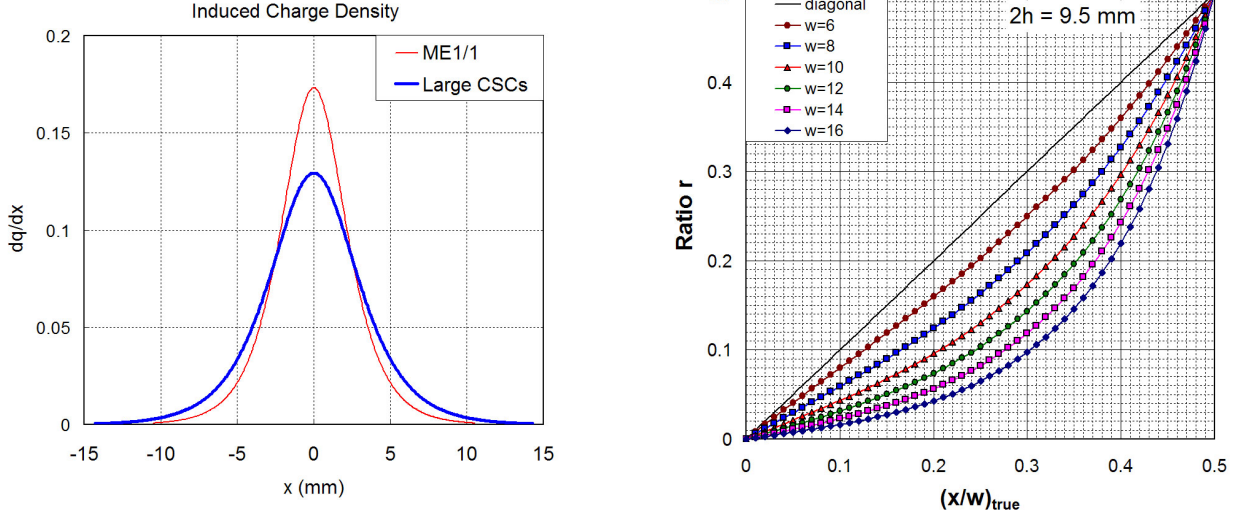 Induced Charge Density
0.2
0.15
0.1
0.05
0
dq/dx
ME1/1
Large CSCs
-15 -10 -5 0 5 10 15
x (mm)
diagonal
w=6
w=8
w=10
w=12
w=14
w=16
2h = 9.5 mm
Ratio r
0.4
0.3
0.2
0.1
0
0 0.1 0.2 0.3 0.4 0.5
(x/w)true